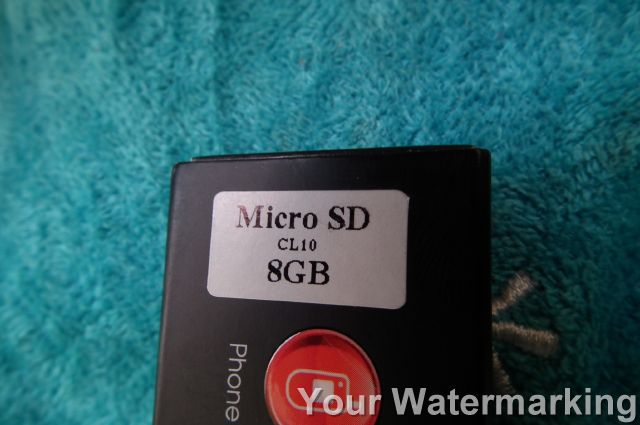 Micro SD
CL10
8GB
Phone
Your Watermarking